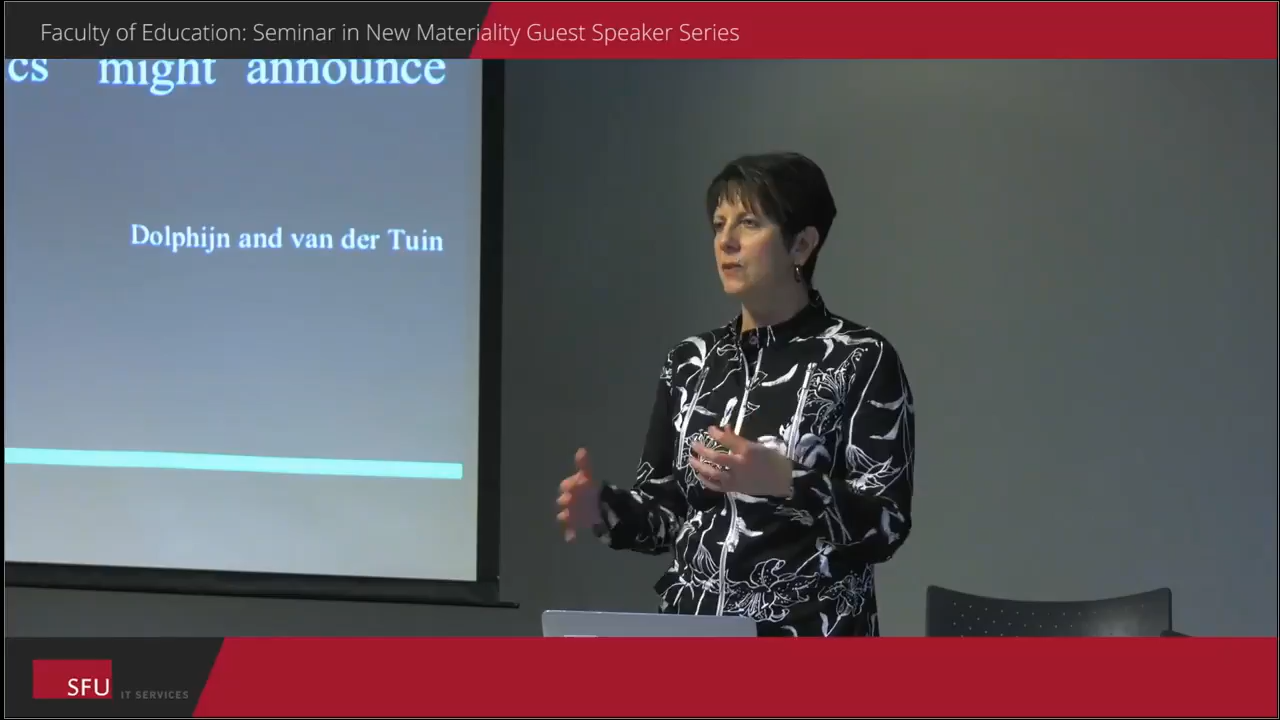 Faculty of Education: Seminar in New Materiality Guest Speaker Series
cs might announce
Dolphijn and van der Tuin
SFU IT SERVICES